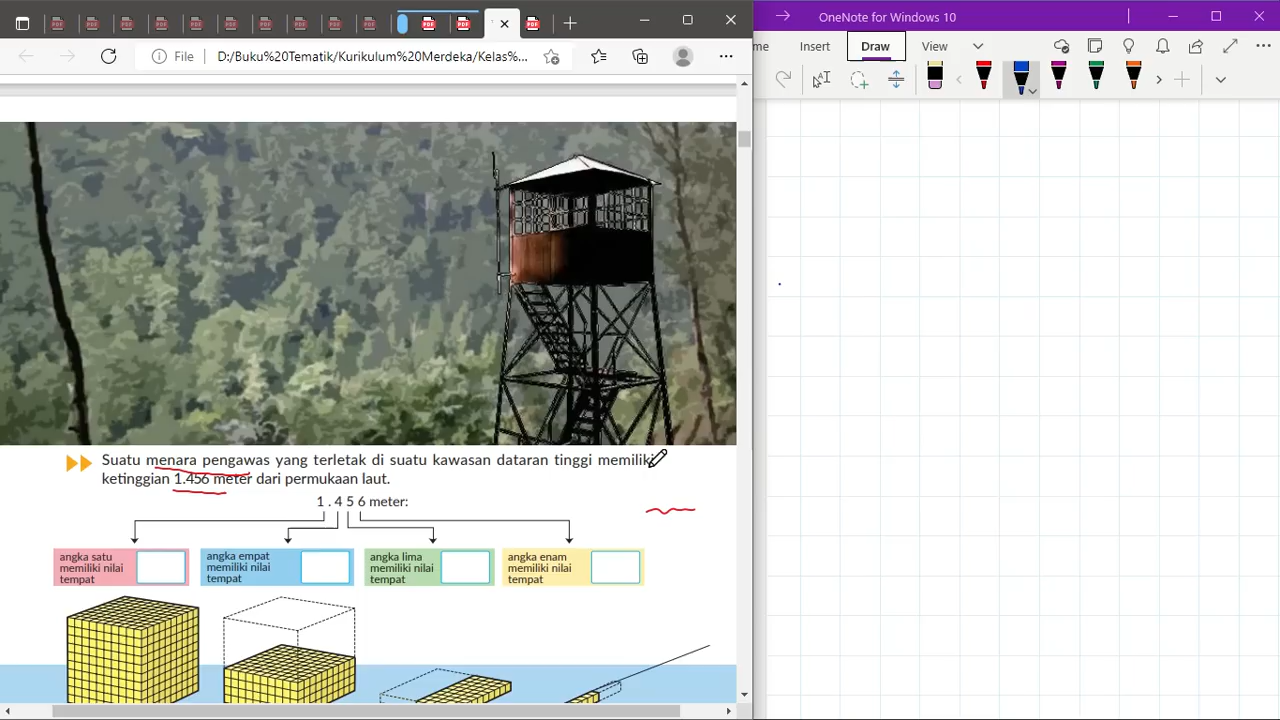 OneNote for Windows 10
File
D:/Buku%20Tematik/Kurikulum%20Merdeka/Kelas%...
me
Insert
Draw
View
Suatu menara pengawas yang terletak di suatu kawasan dataran tinggi memiliki
ketinggian 1.456 meter dari permukaan laut.
1 . 4 5 6 meter:
angka satu
memiliki nilai
tempat
angka empat
memiliki nilai
tempat
angka lima
memiliki nilai
tempat
angka enam
memiliki nilai
tempat